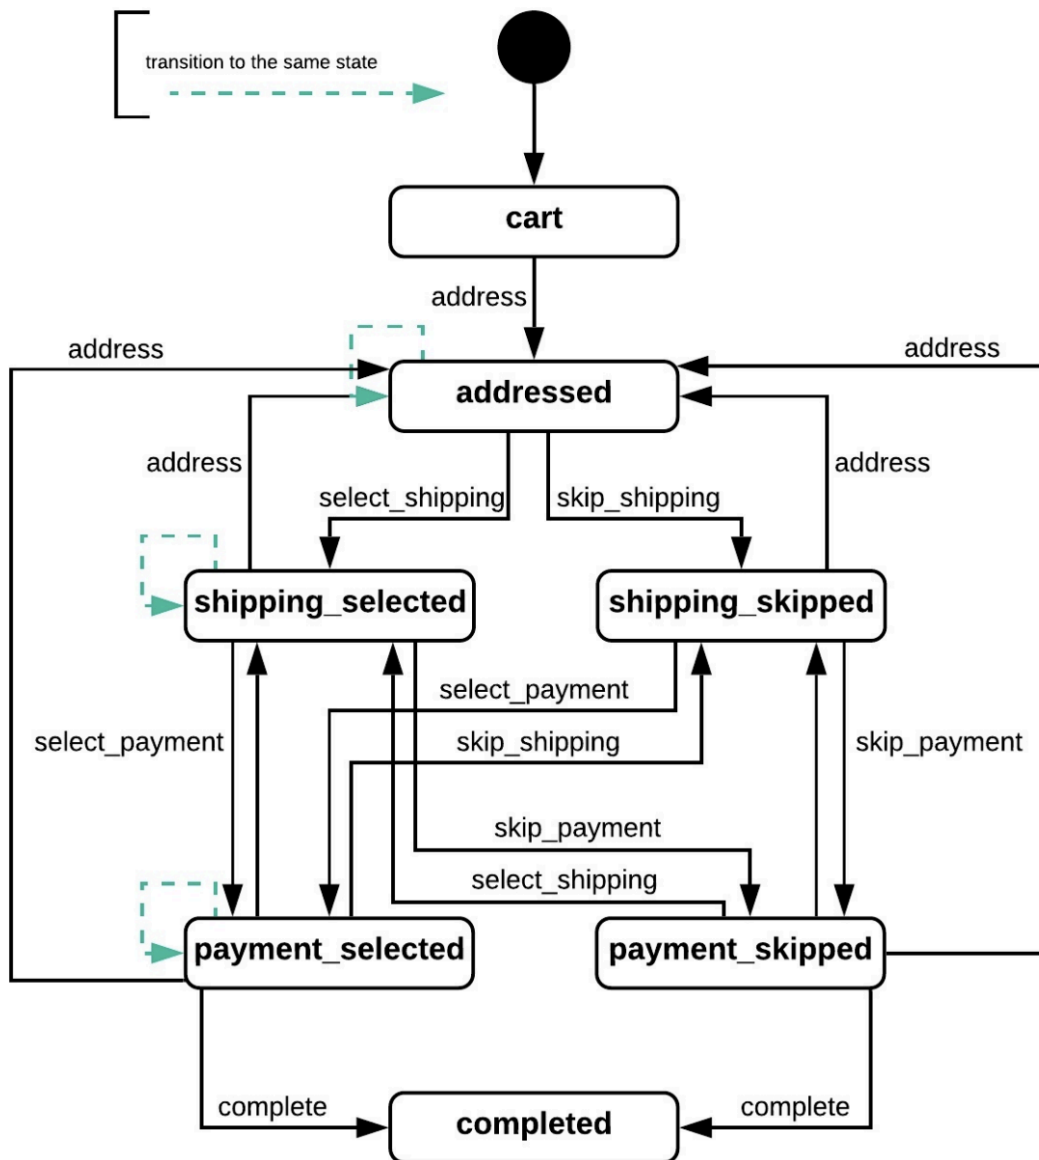 transition to the same state
cart
address
address
address
addressed
address
address
select_shipping
skip_shipping
shipping_selected
shipping_skipped
select_payment
select_payment
skip_shipping
skip_payment
skip_payment
select_shipping
payment_selected
payment_skipped
complete
completed
complete